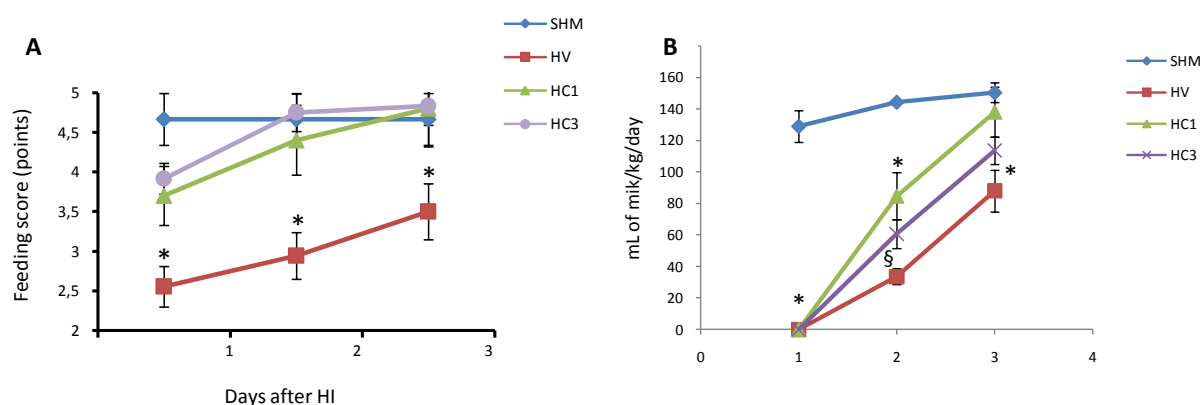 A
SHM
HV
HC1
HC3
Feeding score (points)
5
4,5
4
3,5
3
2,5
2
*
*
*
1
2
3
Days after HI
B
SHM
HV
HC1
HC3
mL of mik/kg/day
160
140
120
100
80
60
40
20
0
*
*
§
*
0
1
2
3
4